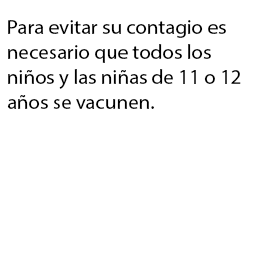 Para evitar su contagio es
necesario que todos los
niños y las niñas de 11 o 12
años se vacunen.